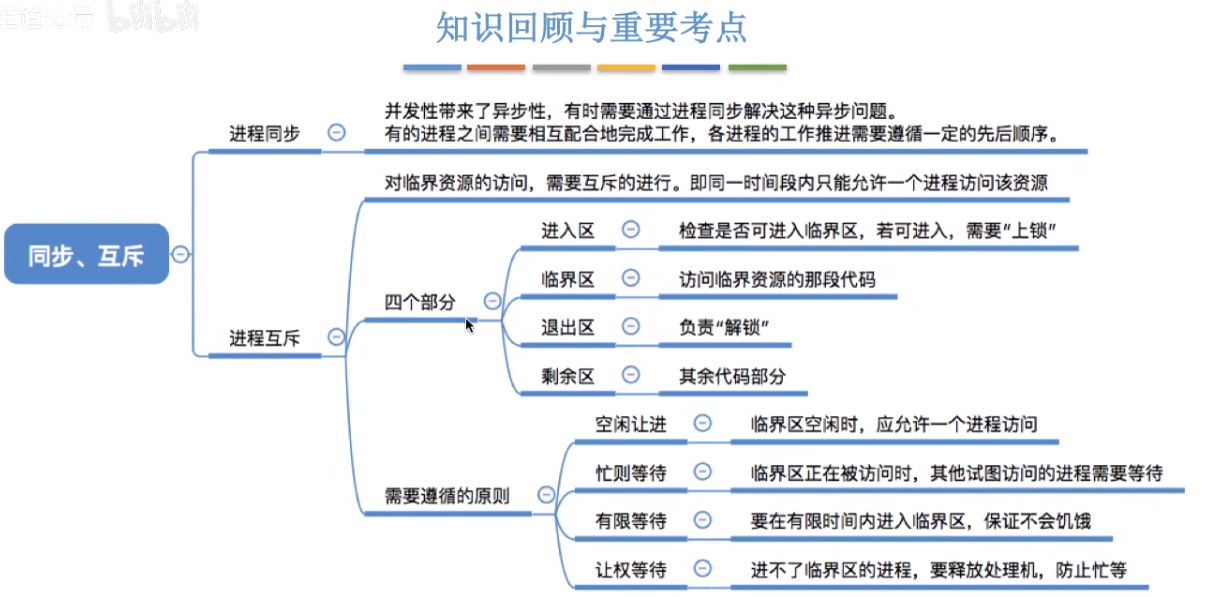 王道论坛 bilibili
知识回顾与重要考点
并发性带来了异步性，有时需要通过进程同步解决这种异步问题。
进程同步
有的进程之间需要相互配合地完成工作，各进程的工作推进需要遵循一定的先后顺序。
对临界资源的访问，需要互斥的进行。即同一时间段内只能允许一个进程访问该资源
同步、互斥
进入区 检查是否可进入临界区，若可进入，需要“上锁”
临界区 访问临界资源的那段代码
四个部分
退出区 负责“解锁”
进程互斥
剩余区 其余代码部分
空闲让进 临界区空闲时，应允许一个进程访问
忙则等待 临界区正在被访问时，其他试图访问的进程需要等待
需要遵循的原则
有限等待 要在有限时间内进入临界区，保证不会饥饿
让权等待 进不了临界区的进程，要释放处理机，防止忙等